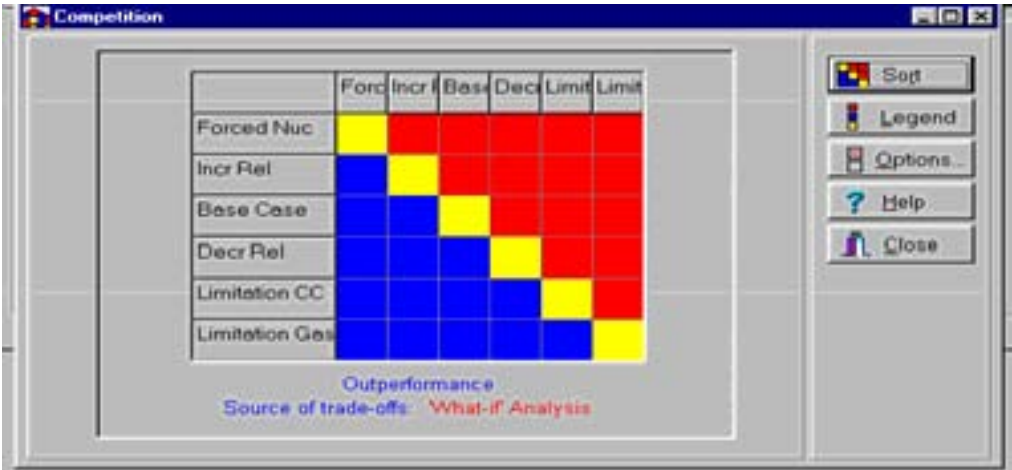 Competition
Forc Incr R Base Decr Limit Limit
Forced Nuc
Incr Rel
Base Case
Decr Rel
Limitation CC
Limitation Gas
Outperformance
Source of trade-offs: 'What-if' Analysis
Sort
Legend
Options...
Help
Close